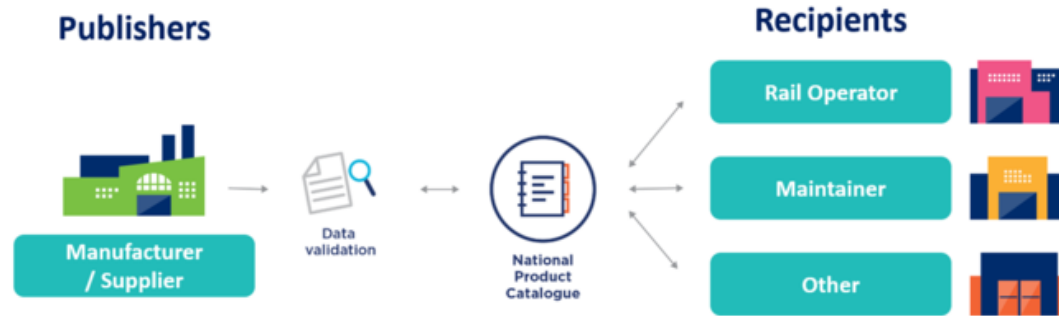 Publishers
Recipients
Manufacturer
/ Supplier
Data
validation
National
Product
Catalogue
Rail Operator
Maintainer
Other